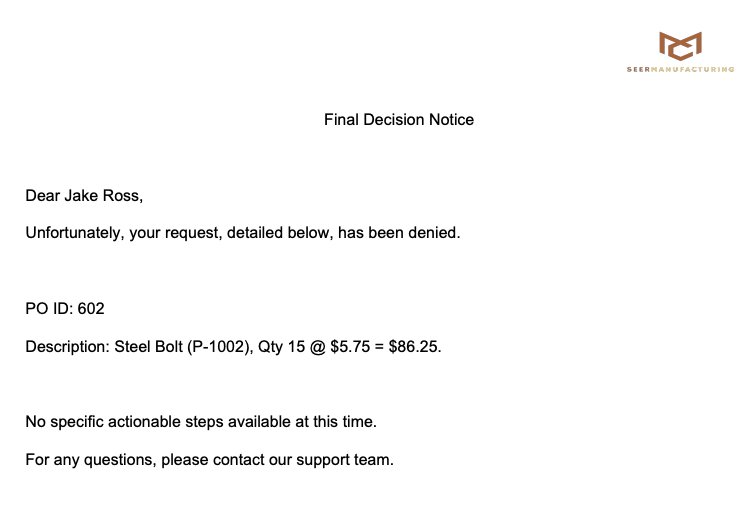 SEERMANUFACTURING
Final Decision Notice
Dear Jake Ross,
Unfortunately, your request, detailed below, has been denied.
PO ID: 602
Description: Steel Bolt (P-1002), Qty 15 @ $5.75 = $86.25.
No specific actionable steps available at this time.
For any questions, please contact our support team.